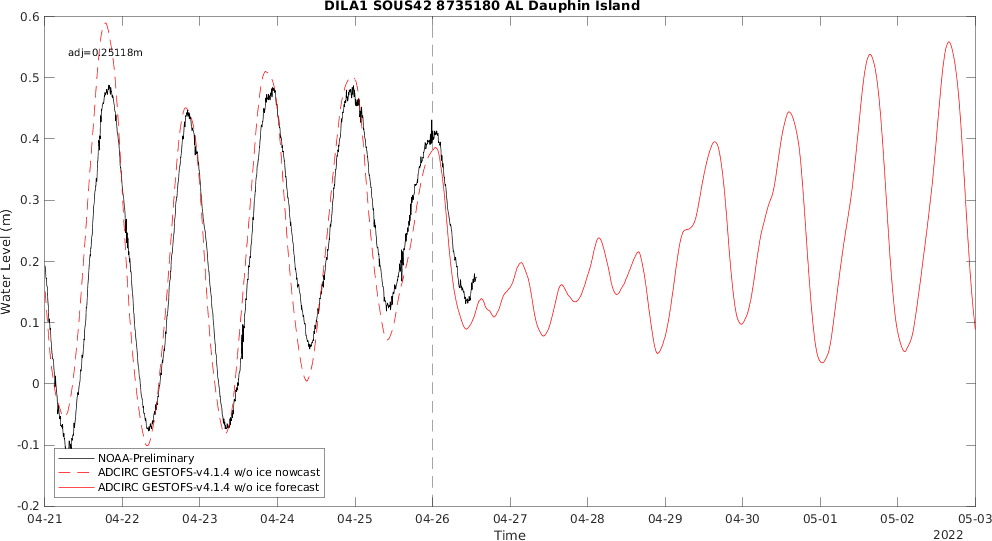 DILA1 SOUS42 8735180 AL Dauphin Island
adj=0.25118m
0.6
0.5
0.4
0.3
0.2
0.1
0
-0.1
-0.2
Water Level (m)
NOAA-Preliminary
ADCIRC GESTOFS-v4.1.4 w/o ice nowcast
ADCIRC GESTOFS-v4.1.4 w/o ice forecast
04-21 04-22 04-23 04-24 04-25 04-26 04-27 04-28 04-29 04-30 05-01 05-02 05-03
Time
2022